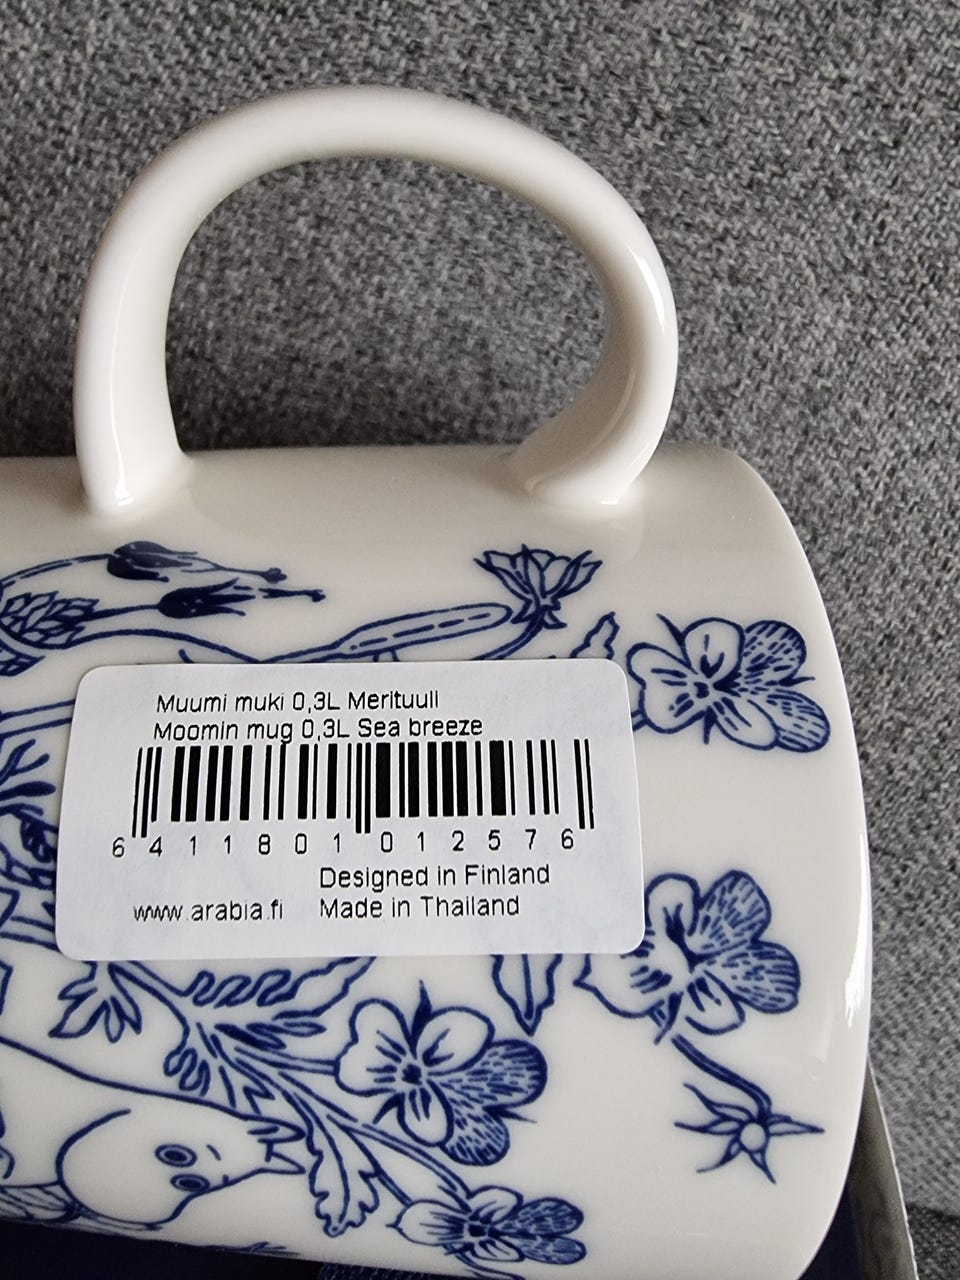 Muumi muki 0,3L Merituuli
Moomin mug 0,3L Sea breeze
6 411801 012576
Designed in Finland
www.arabia.fi Made in Thailand